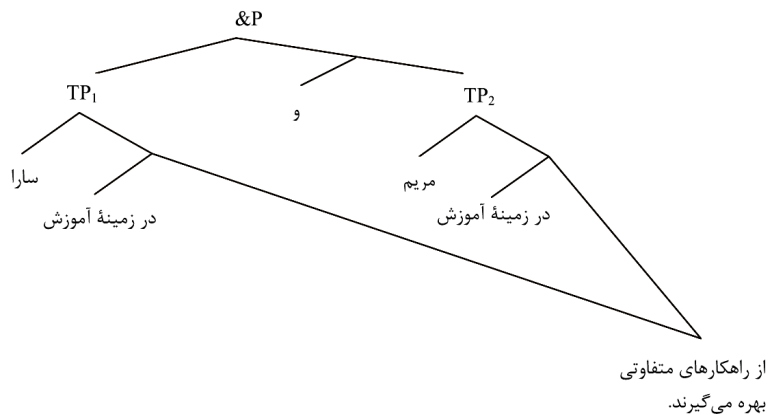 &P
TP₁
و
TP₂
سارا
در زمینهٔ آموزش
مریم
در زمینهٔ آموزش
از راهکارهای متفاوتی
بهره می‌گیرند.